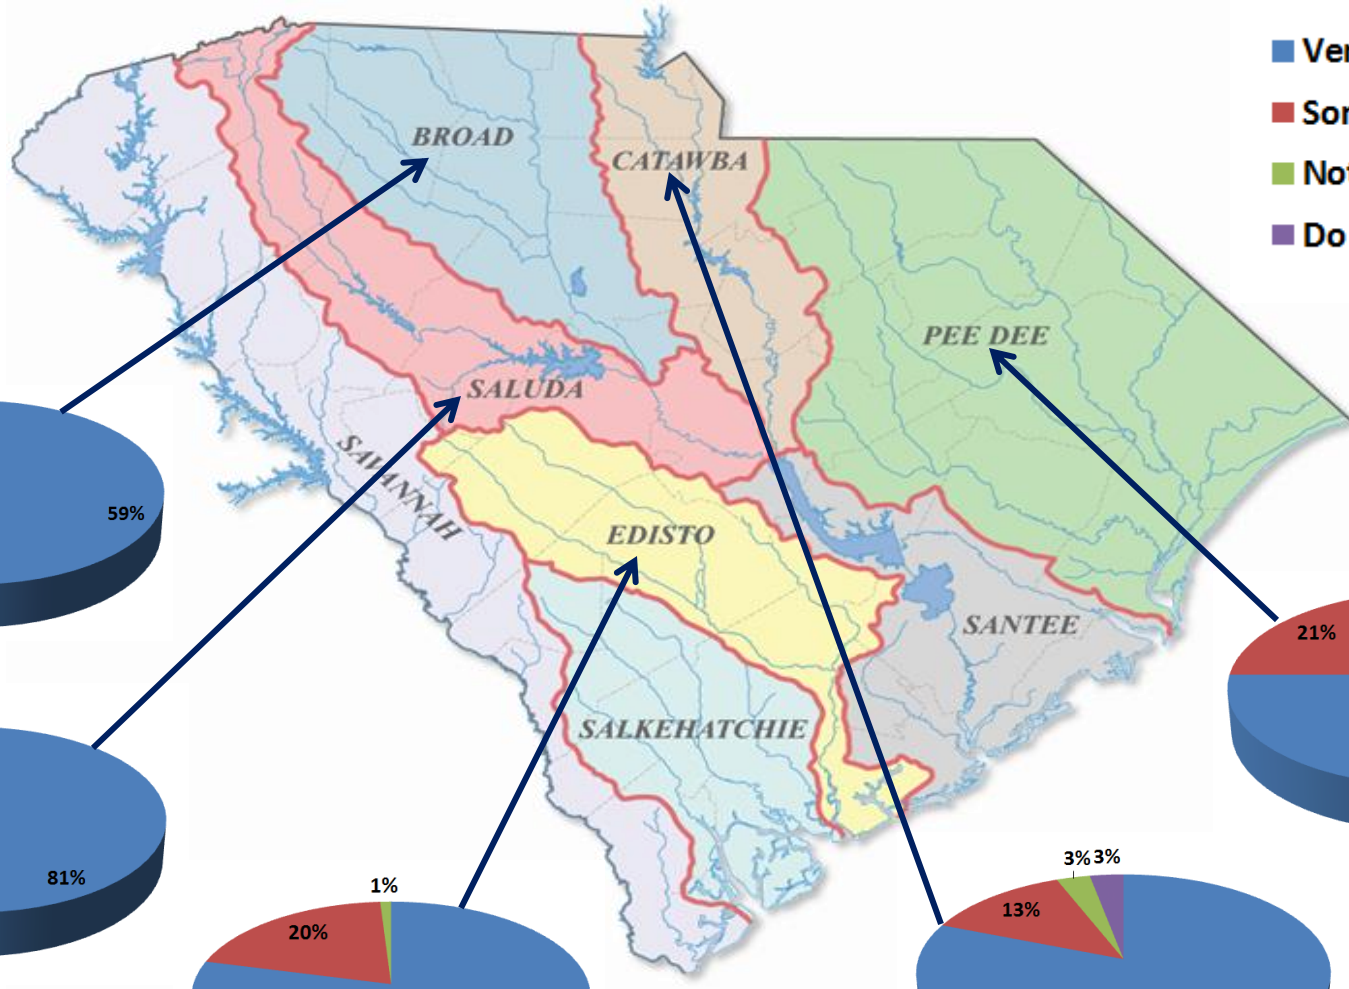 Ver
Sor
Not
Do
BROAD
CATAWBA
PEE DEE
SALUDA
SAVANNAH
EDISTO
SANTEE
SALKEHATCHIE
59%
21%
81%
1%
20%
3% 3%
13%